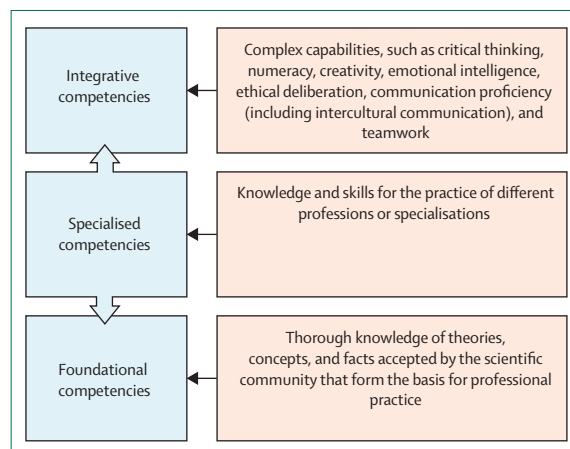 Integrative
competencies
Complex capabilities, such as critical thinking,
numeracy, creativity, emotional intelligence,
ethical deliberation, communication proficiency
(including intercultural communication), and
teamwork
Specialised
competencies
Knowledge and skills for the practice of different
professions or specialisations
Foundational
competencies
Thorough knowledge of theories,
concepts, and facts accepted by the scientific
community that form the basis for professional
practice